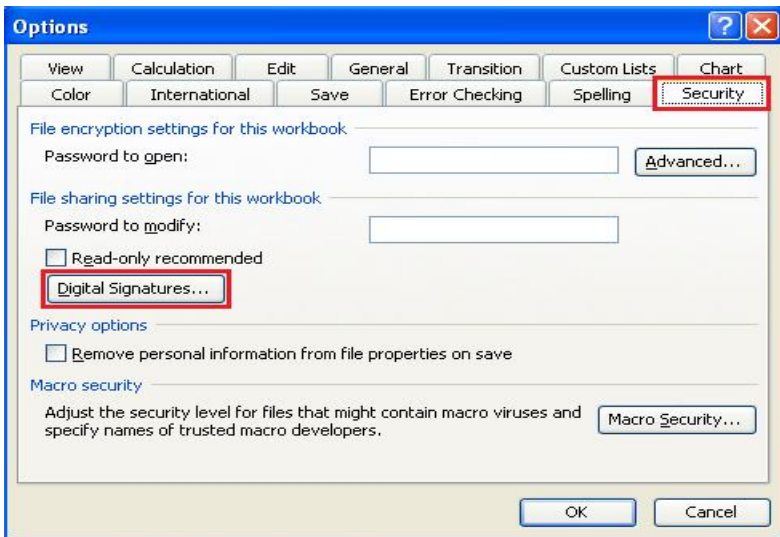 Options
View Calculation Edit General Transition Custom Lists Chart
Color International Save Error Checking Spelling Security
File encryption settings for this workbook
Password to open: Advanced...
File sharing settings for this workbook
Password to modify:
Read-only recommended
Digital Signatures...
Privacy options
Remove personal information from file properties on save
Macro security
Adjust the security level for files that might contain macro viruses and
specify names of trusted macro developers.
Macro Security...
OK Cancel